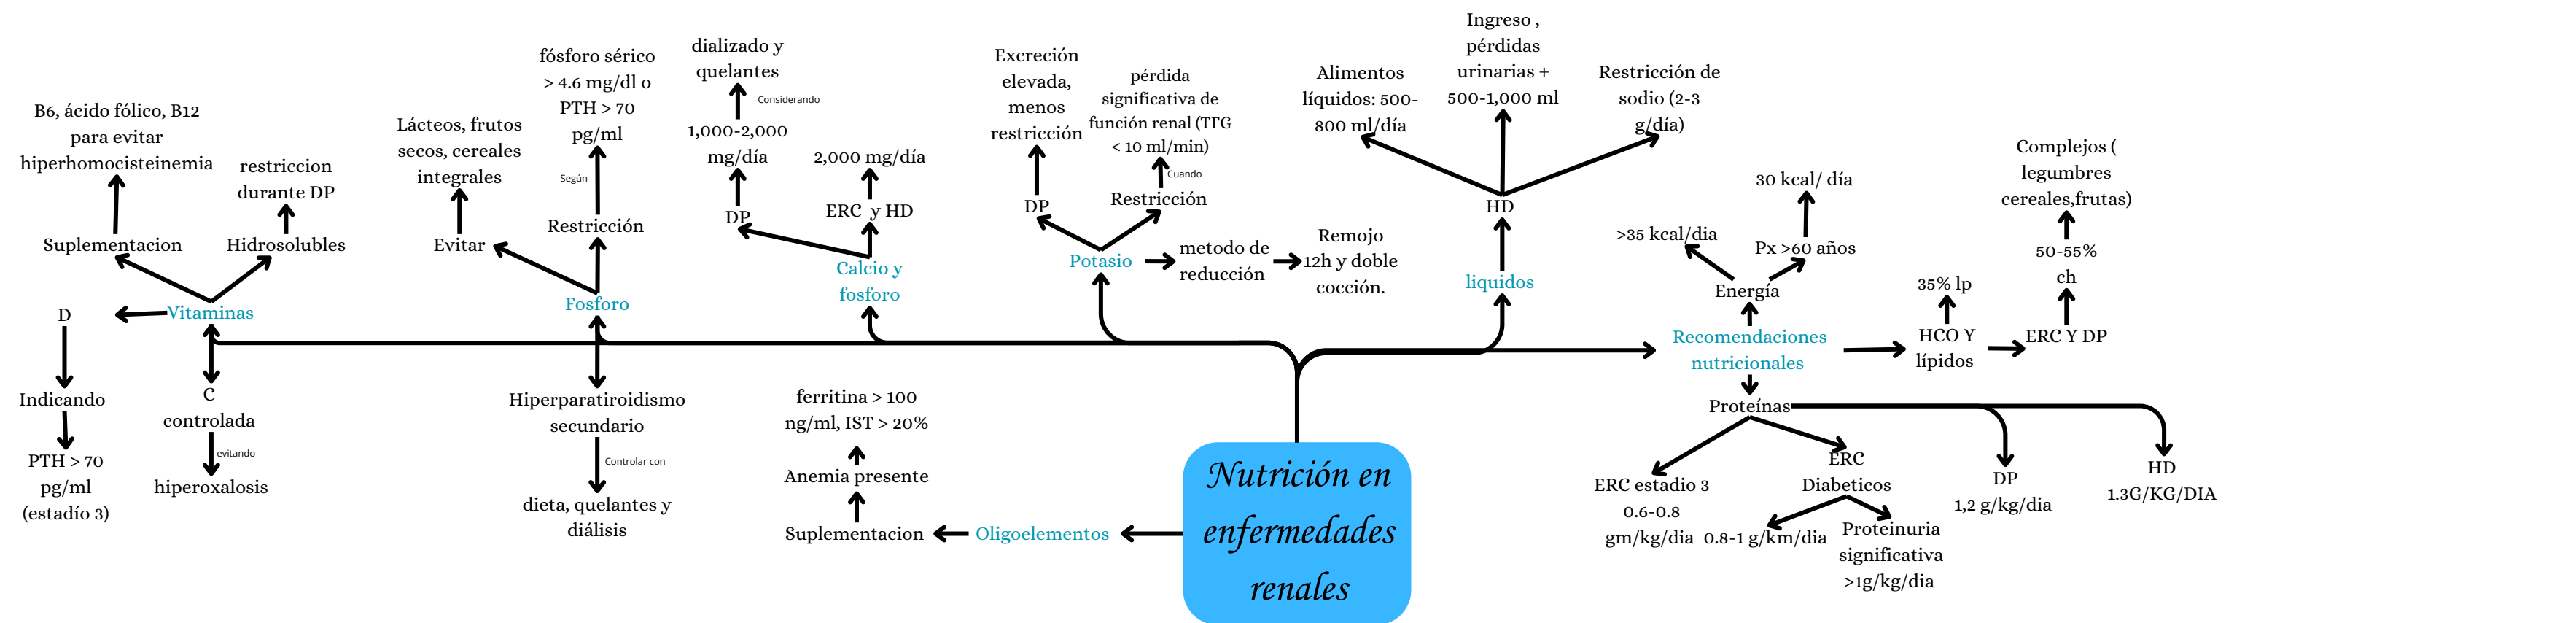 B6, ácido fólico, B12
para evitar
hiperhomocisteinemia
restriccion
durante DP
Suplementacion
Hidrosolubles
Vitaminas
D
Indicando
PTH > 70
pg/ml
(estadío 3)
C
controlada
evitando
hiperoxalosis
Lácteos, frutos
secos, cereales
integrales
Evitar
fósforo sérico
> 4.6 mg/dl o
PTH > 70
pg/ml
Según
Restricción
Fosforo
Hiperparatiroidismo
secundario
Controlar con
dieta, quelantes y
diálisis
dializado y
quelantes
Considerando
1,000-2,000
mg/día
DP
2,000 mg/día
ERC y HD
Calcio y
fosforo
Excreción
elevada,
menos
restricción
DP
pérdida
significativa de
función renal (TFG
< 10 ml/min)
Cuando
Restricción
Potasio
metodo de
reducción
Remojo
12h y doble
cocción.
Alimentos
líquidos: 500-
800 ml/día
Ingreso ,
pérdidas
urinarias +
500-1,000 ml
Restricción de
sodio (2-3
g/día)
HD
liquidos
>35 kcal/dia
30 kcal/ día
Px >60 años
Energía
Recomendaciones
nutricionales
HCO Y
lípidos
35% lp
ERC Y DP
50-55%
ch
Complejos (
legumbres
cereales,frutas)
Proteínas
ERC estadio 3
0.6-0.8
gm/kg/dia
ERC
Diabeticos
0.8-1 g/km/dia
Proteinuria
significativa
>1g/kg/dia
DP
1,2 g/kg/dia
HD
1.3G/KG/DIA
ferritina > 100
ng/ml, IST > 20%
Anemia presente
Suplementacion
Oligoelementos
Nutrición en
enfermedades
renales